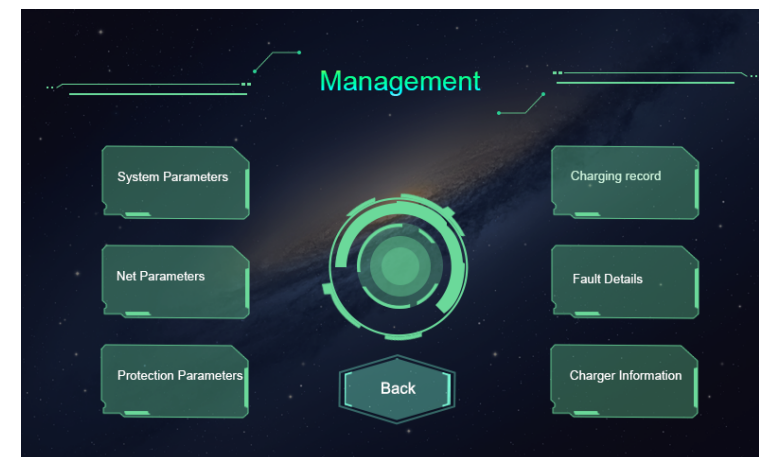 Management
System Parameters
Charging record
Net Parameters
Fault Details
Protection Parameters
Charger Information
Back